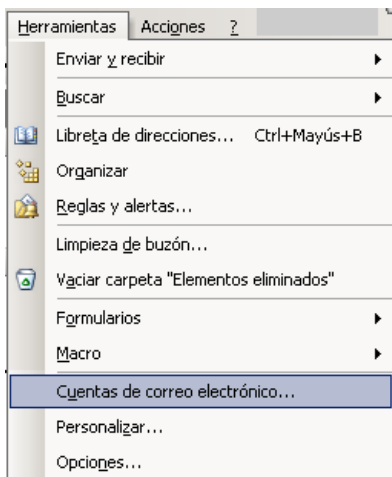 Herramientas Acciones ?
Enviar y recibir
Buscar
Libreta de direcciones... Ctrl+Mayús+B
Organizar
Reglas y alertas...
Limpieza de buzón...
Vaciar carpeta "Elementos eliminados"
Formularios
Macro
Cuentas de correo electrónico...
Personalizar...
Opciones...